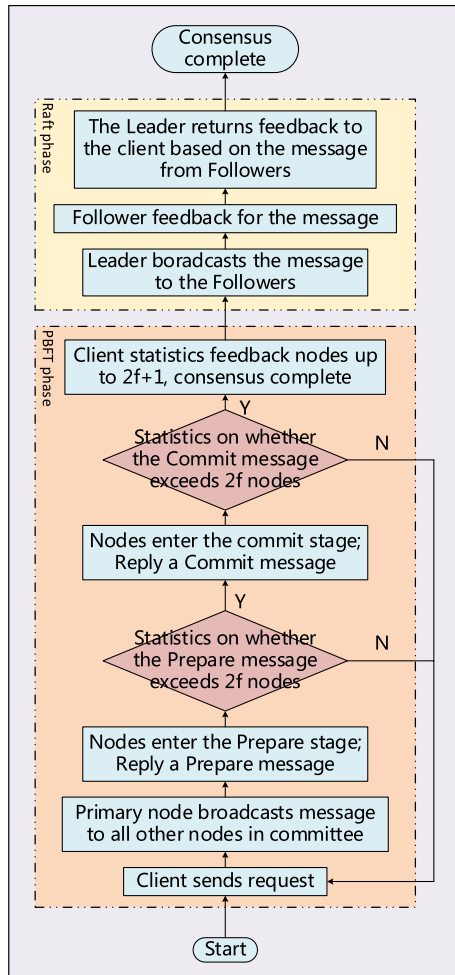 Consensus
complete
Raft phase
The Leader returns feedback to
the client based on the message
from Followers
Follower feedback for the message
Leader boradcasts the message
to the Followers
PBFT phase
Client statistics feedback nodes up
to 2f+1, consensus complete
Y
Statistics on whether
the Commit message
exceeds 2f nodes
N
Nodes enter the commit stage;
Reply a Commit message
Y
Statistics on whether
the Prepare message
exceeds 2f nodes
N
Nodes enter the Prepare stage;
Reply a Prepare message
Primary node broadcasts message
to all other nodes in committee
Client sends request
Start